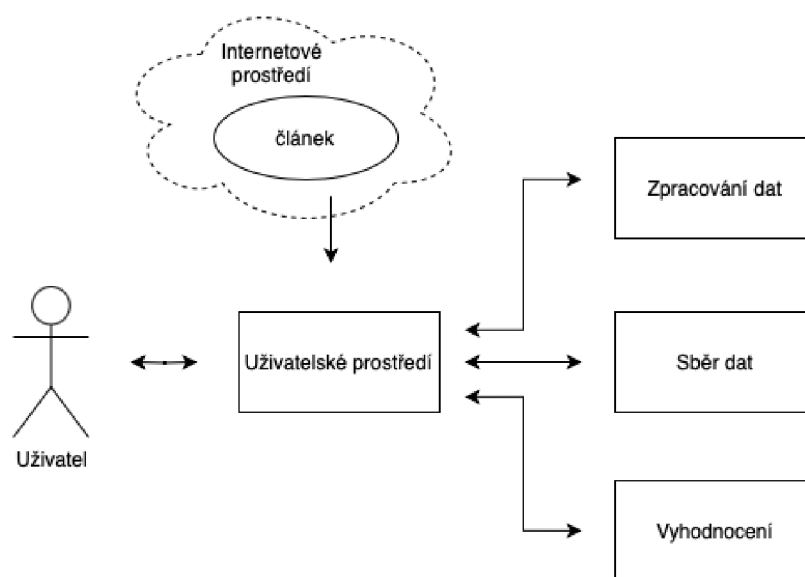 Internetové
prostředí
článek
Zpracování dat
Uživatelské prostředí
Sběr dat
Uživatel
Vyhodnocení